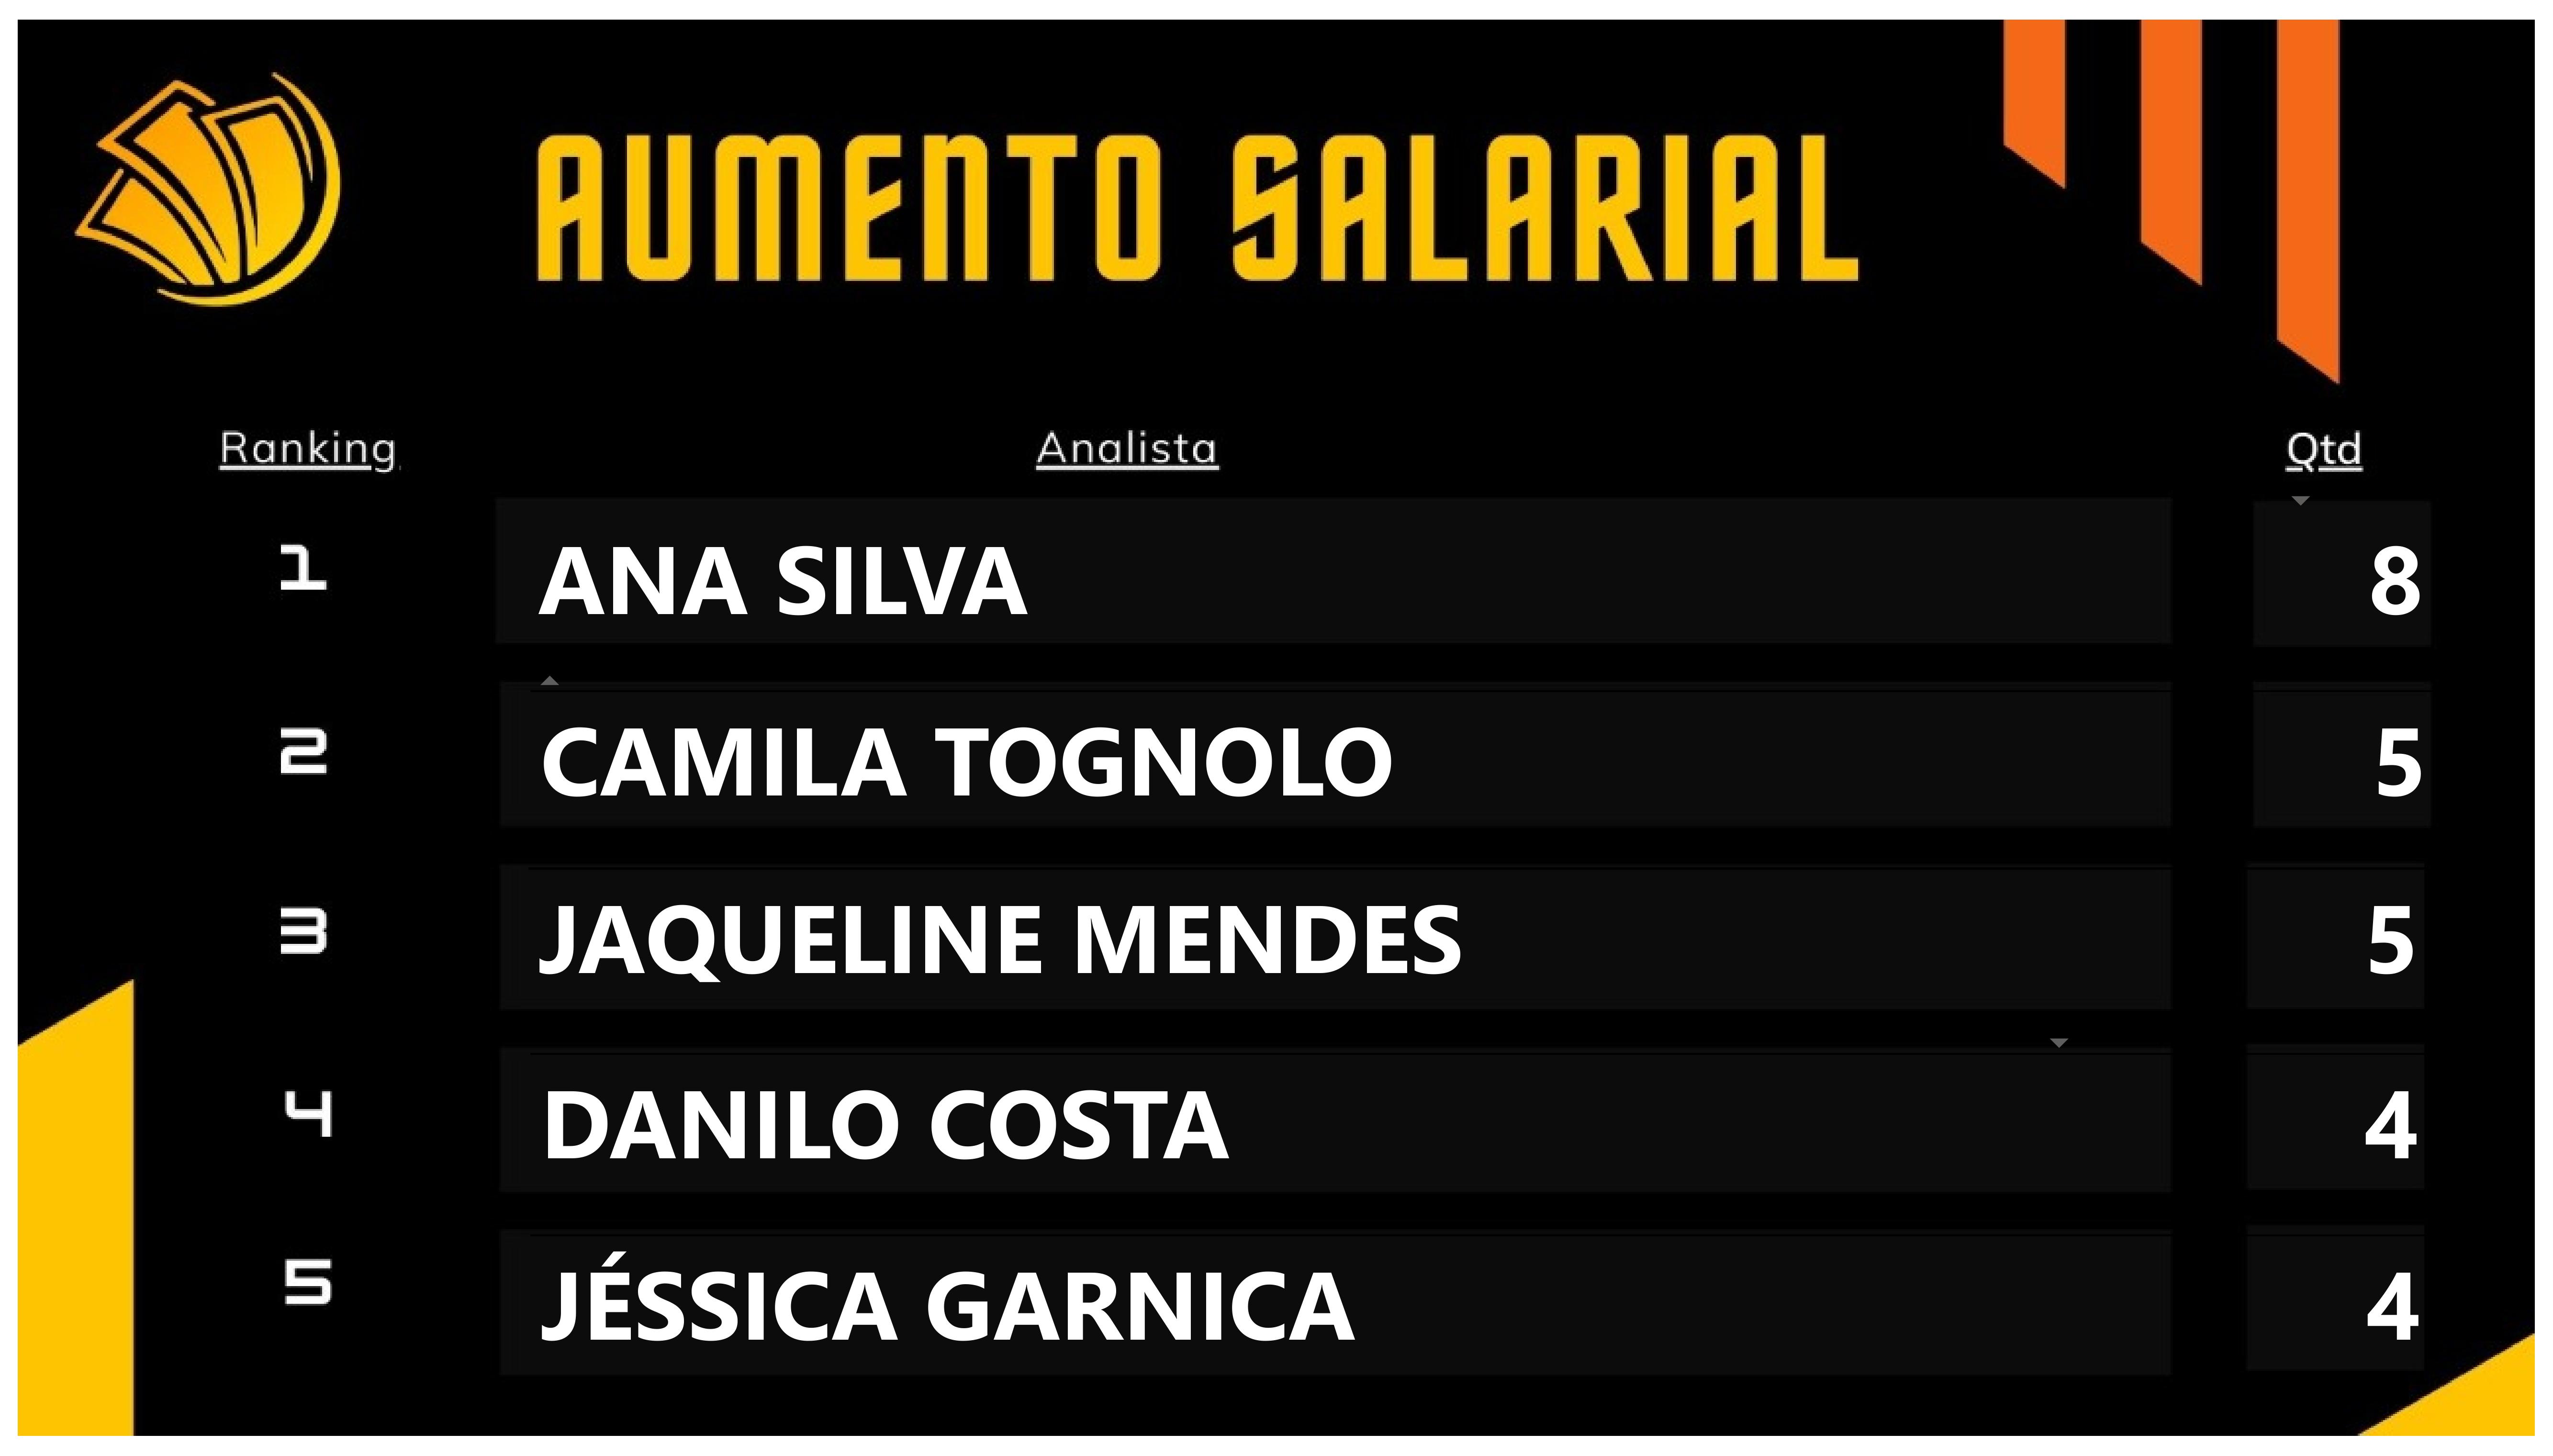 AUMENTO SALARIAL
Ranking Analista Qtd
1 ANA SILVA 8
2 CAMILA TOGNOLO 5
3 JAQUELINE MENDES 5
4 DANILO COSTA 4
5 JÉSSICA GARNICA 4